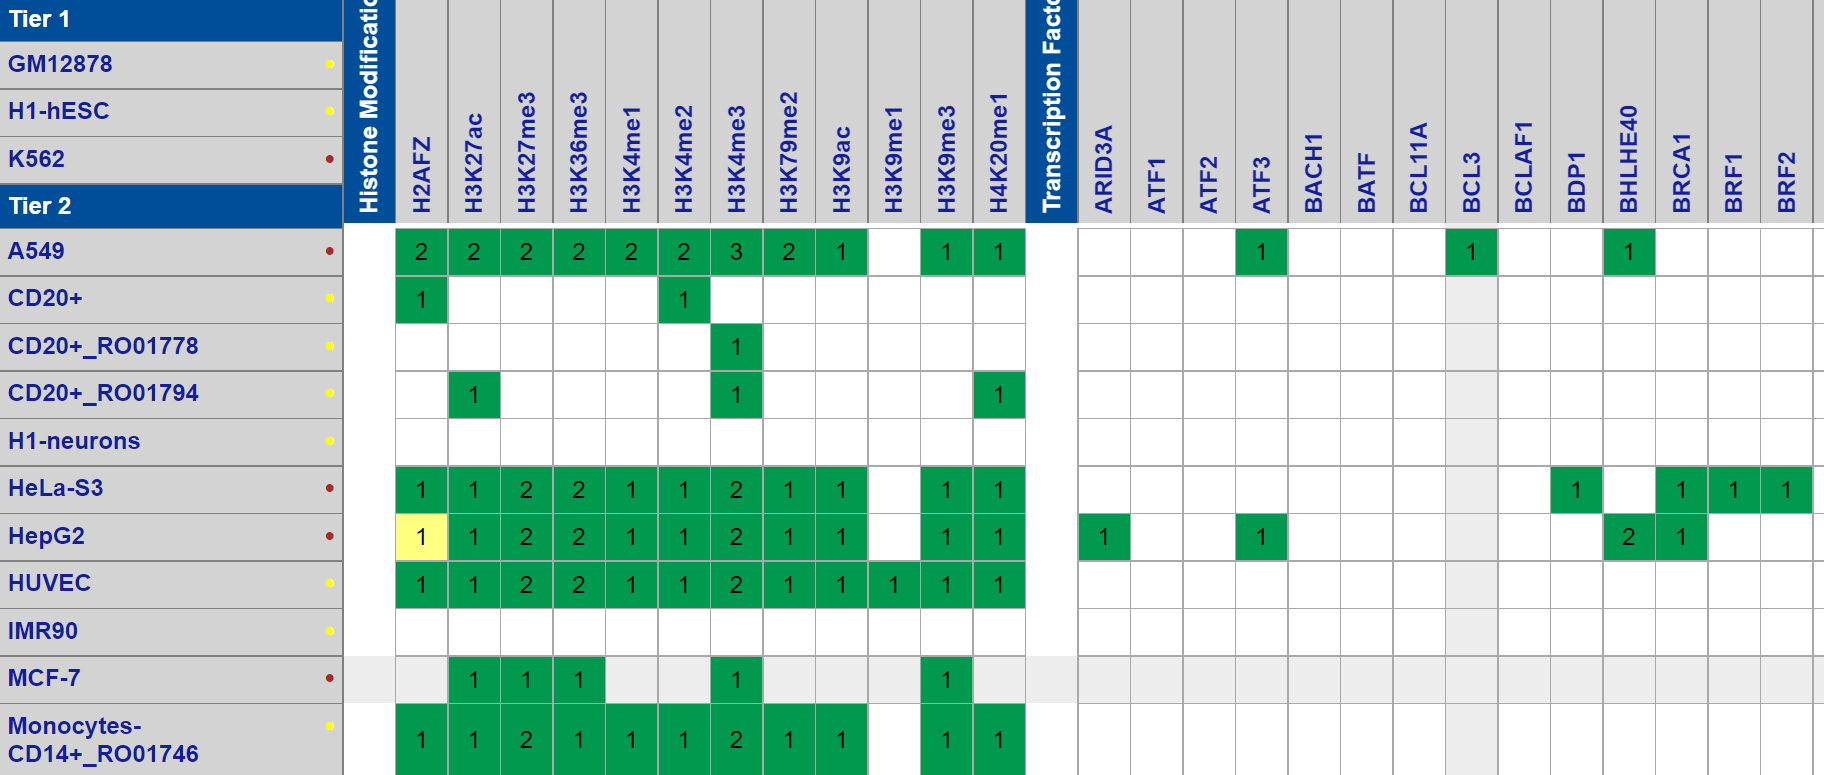 Tier 1
GM12878
H1-hESC
K562
Tier 2
Histone
H2AFZ
H3K27ac
H3K27me3
H3K36me3
H3K4me1
H3K4me2
H3K4me3
H3K79me2
H3K9ac
H3K9me1
H3K9me3
H4K20me1
Transcription
ARID3A
ATF1
ATF2
ATF3
BACH1
BATF
BCL11A
BCL3
BCLAF1
BDP1
BHLHE40
BRCA1
BRF1
BRF2
A549 2 2 2 2 2 2 3 2 1 1 1 1 1 1
CD20+ 1 1
CD20+_RO01778 1
CD20+_RO01794 1 1 1
H1-neurons
HeLa-S3 1 1 2 2 1 1 2 1 1 1 1 1 1 1 1
HepG2 1 1 2 2 1 1 2 1 1 1 1 1 1 2 1
HUVEC 1 1 2 2 1 1 2 1 1 1 1 1
IMR90
MCF-7 1 1 1 1 1
Monocytes-
CD14+_RO01746 1 1 2 1 1 1 2 1 1 1 1